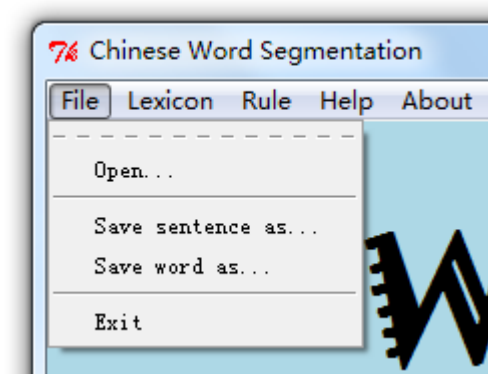 Chinese Word Segmentation
File Lexicon Rule Help About
Open...
Save sentence as...
Save word as...
Exit
W